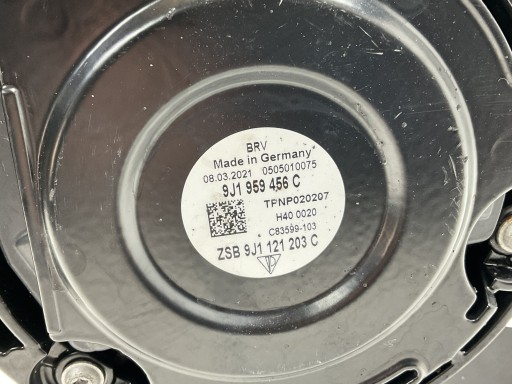 BRV
Made in Germany
08.03.2021 0505010075
9J1 959 456 C
TPNP020207
H40 0020
C83599-103
ZSB 9J1 121 203 C